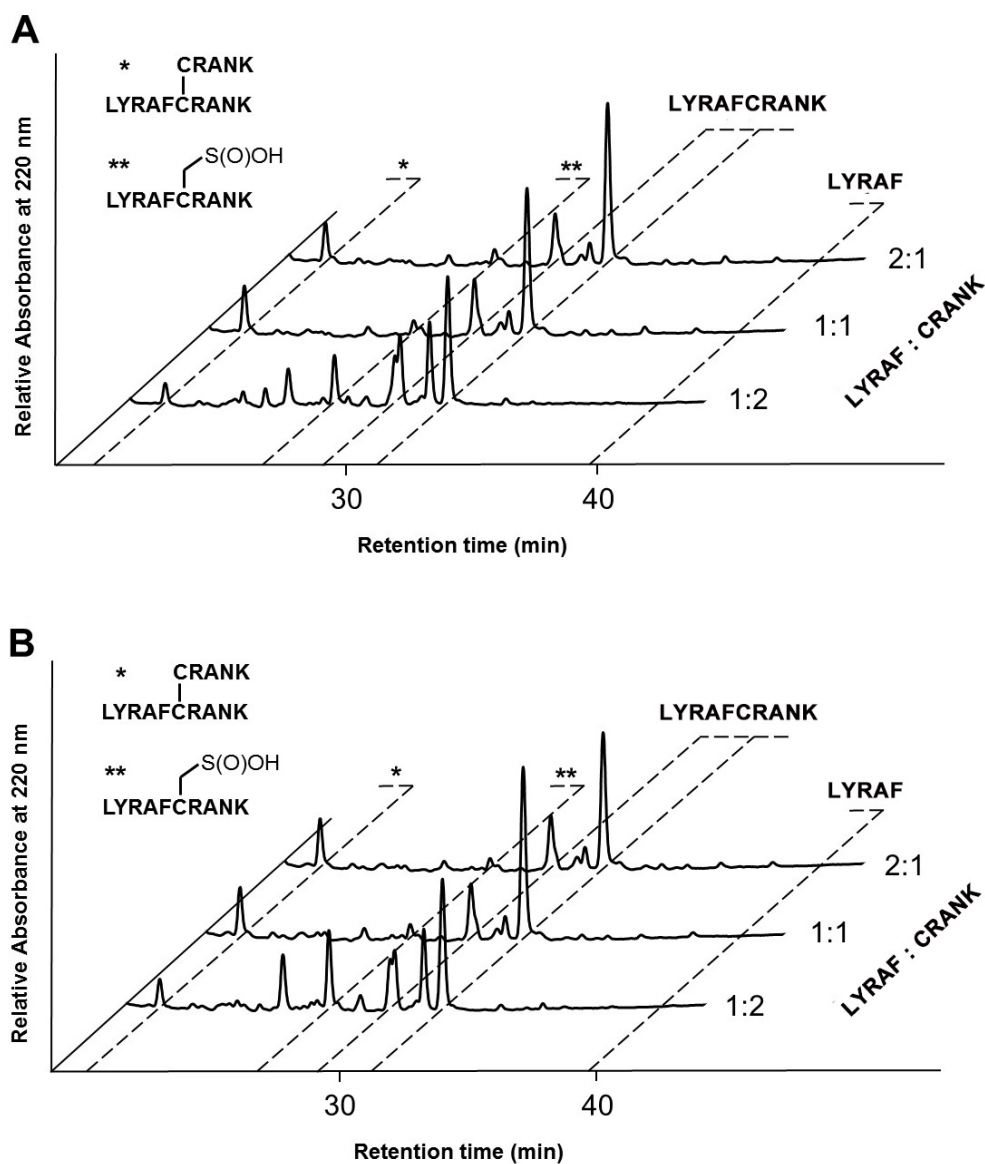 A
* CRANK
LYRAFCRANK
** S(O)OH
LYRAFCRANK
LYRAFCRANK
*
**
LYRAF
2:1
1:1
1:2
LYRAF : CRANK
Relative Absorbance at 220 nm
30
40
Retention time (min)
B
* CRANK
LYRAFCRANK
** S(O)OH
LYRAFCRANK
LYRAFCRANK
*
**
LYRAF
2:1
1:1
1:2
LYRAF : CRANK
Relative Absorbance at 220 nm
30
40
Retention time (min)